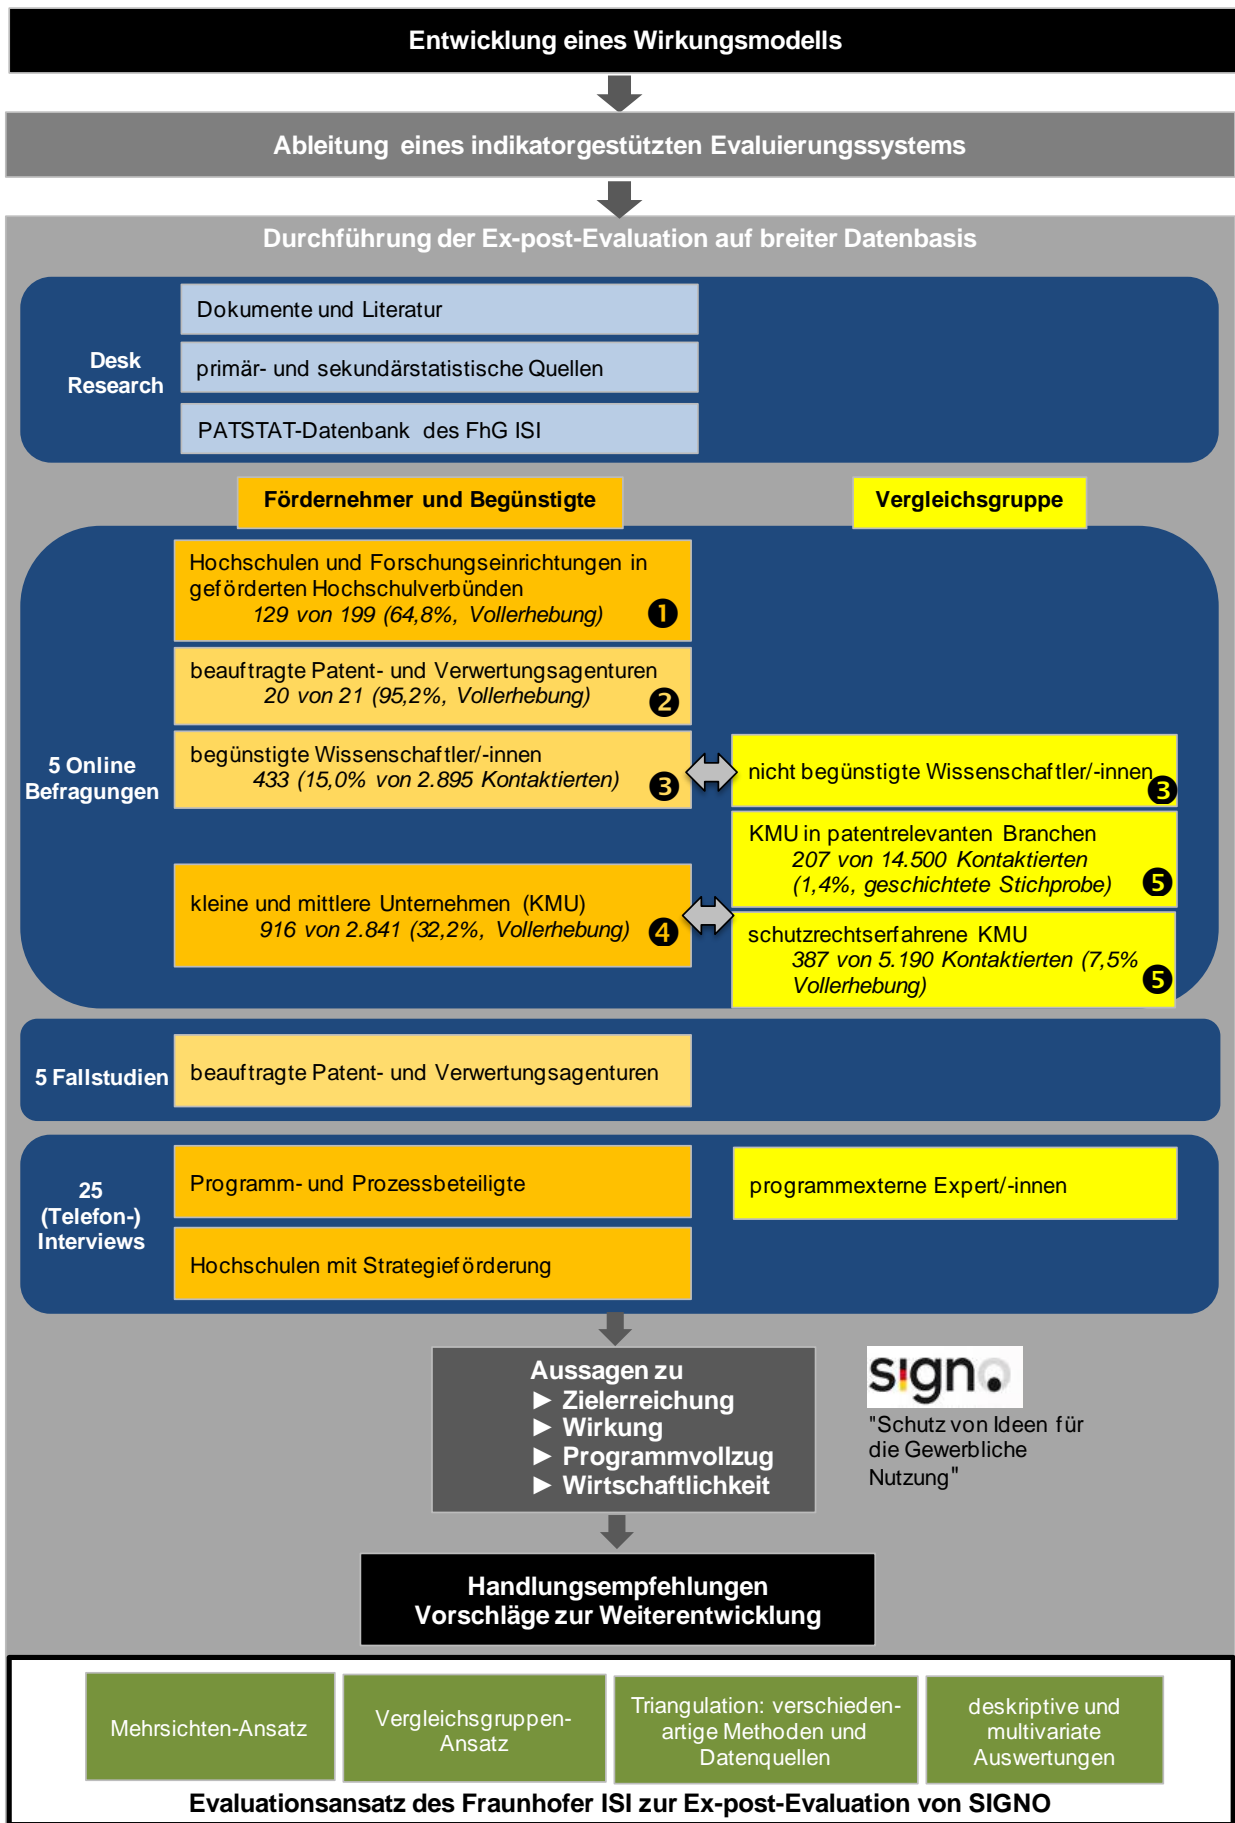 Entwicklung eines Wirkungsmodells
Ableitung eines indikatorgestützten Evaluierungssystems
Durchführung der Ex-post-Evaluation auf breiter Datenbasis
Desk
Research
Dokumente und Literatur
primär- und sekundärstatistische Quellen
PATSTAT-Datenbank des FhG ISI
Fördernehmer und Begünstigte
Vergleichsgruppe
5 Online
Befragungen
Hochschulen und Forschungseinrichtungen in
geförderten Hochschulverbünden
129 von 199 (64,8%, Vollerhebung) ❶
beauftragte Patent- und Verwertungsagenturen
20 von 21 (95,2%, Vollerhebung) ❷
begünstigte Wissenschaftler/-innen
433 (15,0% von 2.895 Kontaktierten) ❸
nicht begünstigte Wissenschaftler/-innen ❸
kleine und mittlere Unternehmen (KMU)
916 von 2.841 (32,2%, Vollerhebung) ❹
KMU in patentrelevanten Branchen
207 von 14.500 Kontaktierten
(1,4%, geschichtete Stichprobe) ❺
schutzrechtserfahrene KMU
387 von 5.190 Kontaktierten (7,5%
Vollerhebung) ❺
5 Fallstudien
beauftragte Patent- und Verwertungsagenturen
25
(Telefon-)
Interviews
Programm- und Prozessbeteiligte
programmexterne Expert/-innen
Hochschulen mit Strategieförderung
Aussagen zu
► Zielerreichung
► Wirkung
► Programmvollzug
► Wirtschaftlichkeit
signo
"Schutz von Ideen für
die Gewerbliche
Nutzung"
Handlungsempfehlungen
Vorschläge zur Weiterentwicklung
Mehrsichten-Ansatz
Vergleichsgruppen-
Ansatz
Triangulation: verschieden-
artige Methoden und
Datenquellen
deskriptive und
multivariate
Auswertungen
Evaluationsansatz des Fraunhofer ISI zur Ex-post-Evaluation von SIGNO